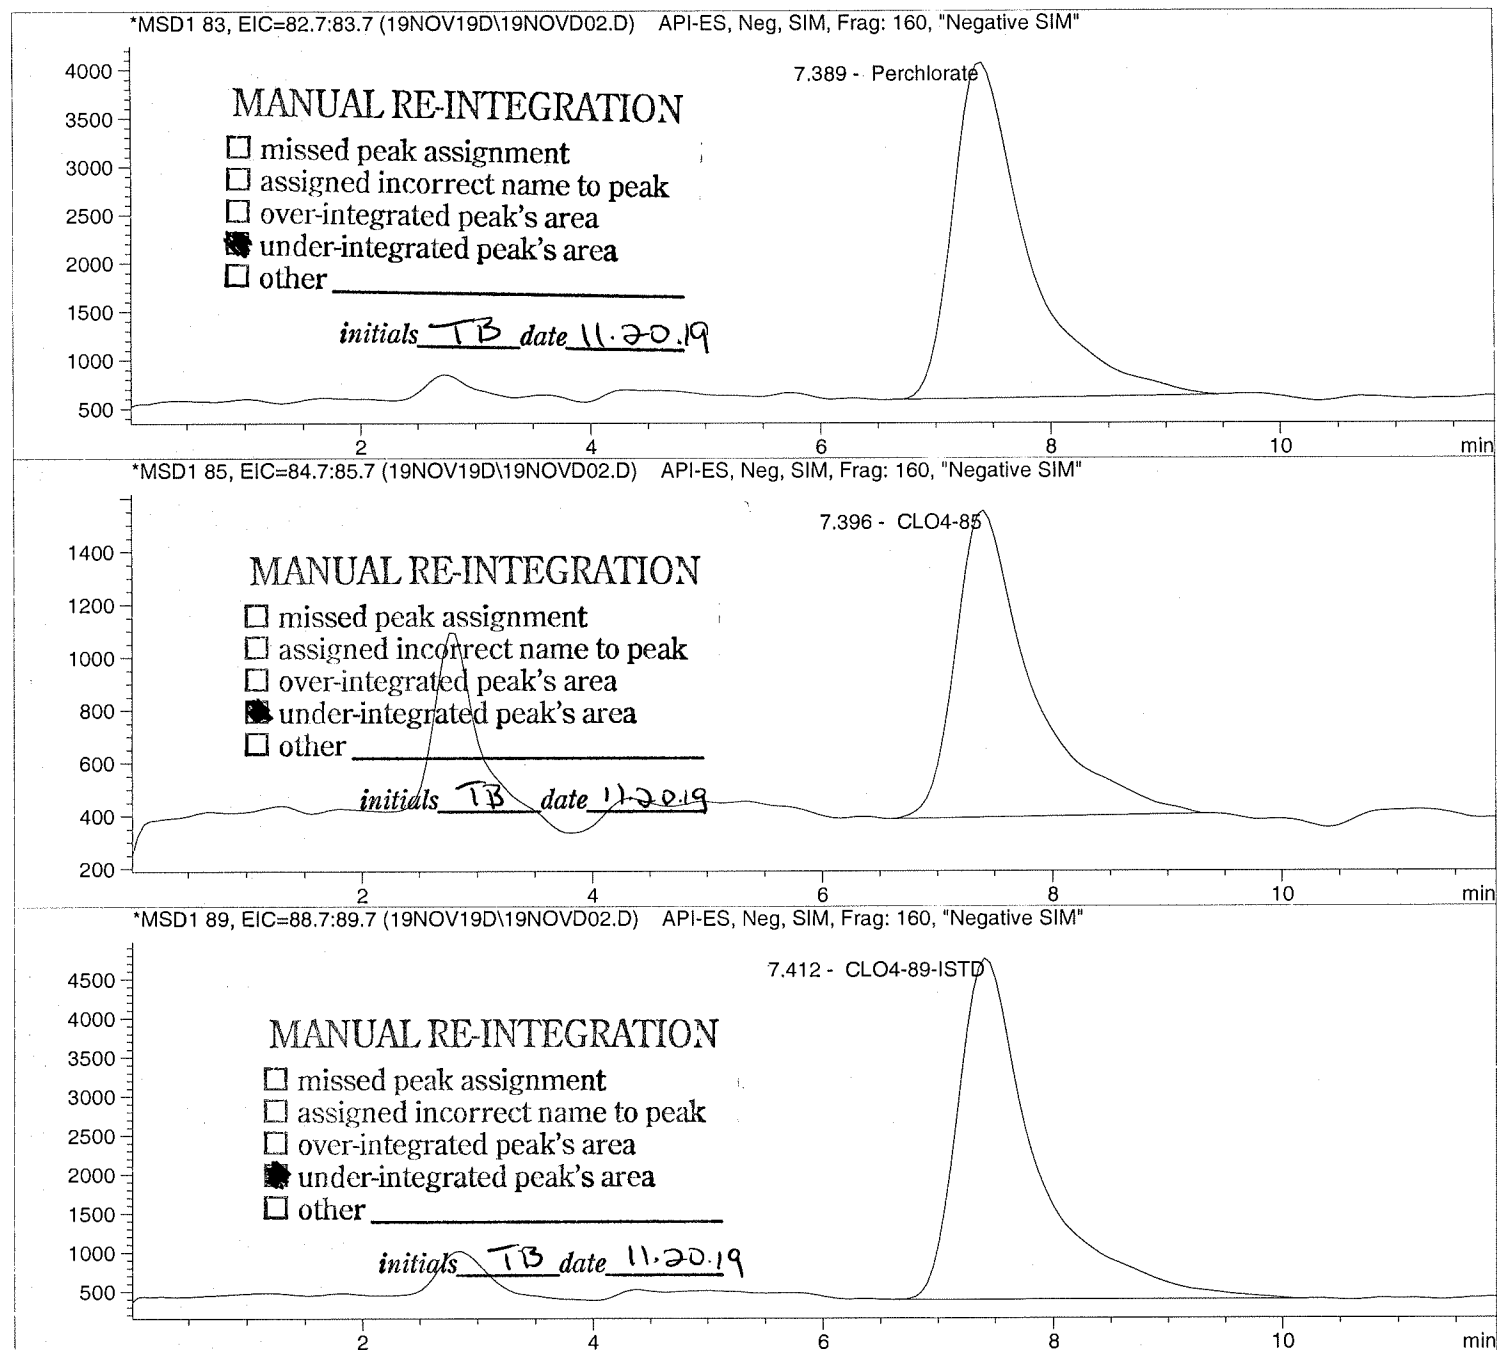 *MSD1 83, EIC=82.7:83.7 (19NOV19D\19NOVD02.D) API-ES, Neg, SIM, Frag: 160, "Negative SIM"
4000
3500
3000
2500
2000
1500
1000
500
7.389 - Perchlorate
MANUAL RE-INTEGRATION
missed peak assignment
assigned incorrect name to peak
over-integrated peak's area
under-integrated peak's area
other
initials TB date 11.20.19
2 4 6 8 10 min
*MSD1 85, EIC=84.7:85.7 (19NOV19D\19NOVD02.D) API-ES, Neg, SIM, Frag: 160, "Negative SIM"
1400
1200
1000
800
600
400
200
7.396 - CLO4-85
MANUAL RE-INTEGRATION
missed peak assignment
assigned incorrect name to peak
over-integrated peak's area
under-integrated peak's area
other
initials TB date 11.20.19
2 4 6 8 10 min
*MSD1 89, EIC=88.7:89.7 (19NOV19D\19NOVD02.D) API-ES, Neg, SIM, Frag: 160, "Negative SIM"
4500
4000
3500
3000
2500
2000
1500
1000
500
7.412 - CLO4-89-ISTD
MANUAL RE-INTEGRATION
missed peak assignment
assigned incorrect name to peak
over-integrated peak's area
under-integrated peak's area
other
initials TB date 11.20.19
2 4 6 8 10 min